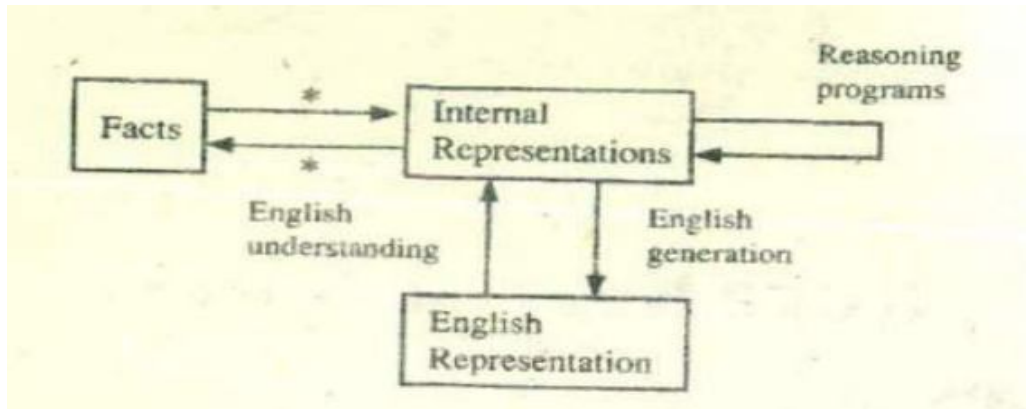 Reasoning
programs
*
Facts
Internal
Representations
*
English
understanding
English
generation
English
Representation